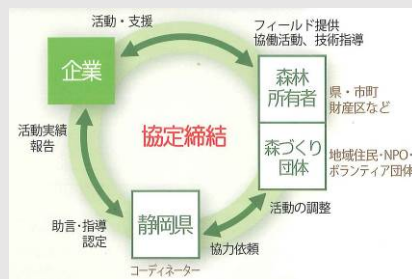 活動・支援
フィールド提供
協働活動、技術指導
企業
森林
所有者
県・市町
財産区など
協定締結
森づくり
団体
地域住民・NPO・
ボランティア団体
活動実績
報告
活動の調整
助言・指導
認定
静岡県
協力依頼
コーディネーター